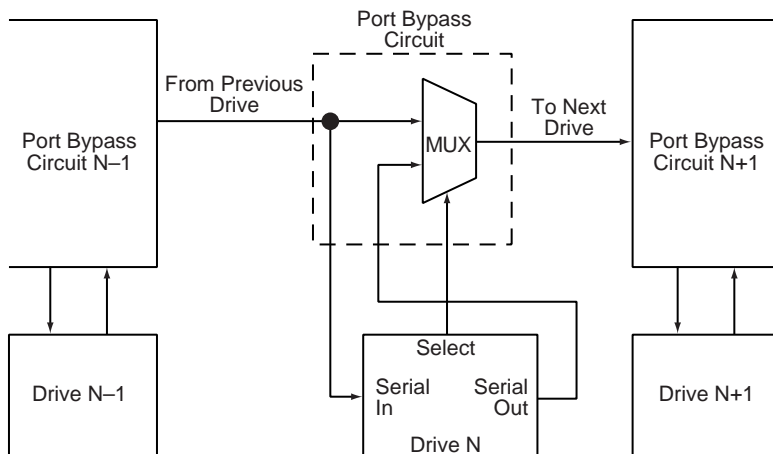 Port Bypass
Circuit
From Previous
Drive
To Next
Drive
Port Bypass
Circuit N–1
MUX
Port Bypass
Circuit N+1
Select
Drive N–1
Serial
In
Serial
Out
Drive N+1
Drive N